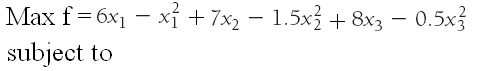 Max f = 6x₁ − x₁² + 7x₂ − 1.5x₂² + 8x₃ − 0.5x₃²
subject to